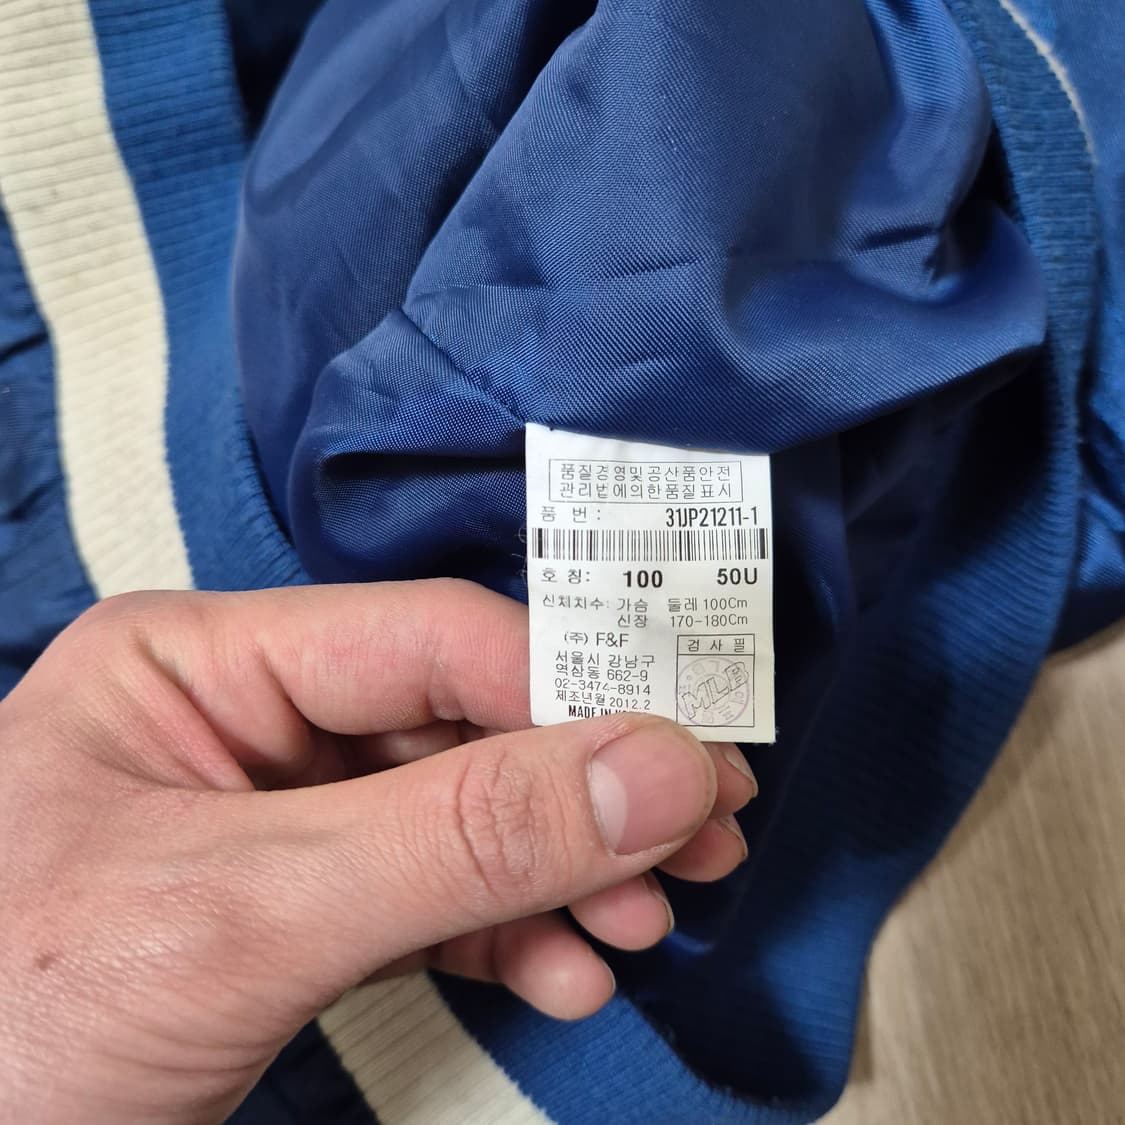 품질경영및공산품안전
관리법에의한품질표시
품 번 : 31JP21211-1
호 칭: 100 50U
신체치수: 가슴 둘레 100Cm
신장 170-180Cm
(주) F&F
서울시 강남구
역삼동 662-9
02-3474-8914
제조년월 2012.2
MADE IN
검 사 필
MLB